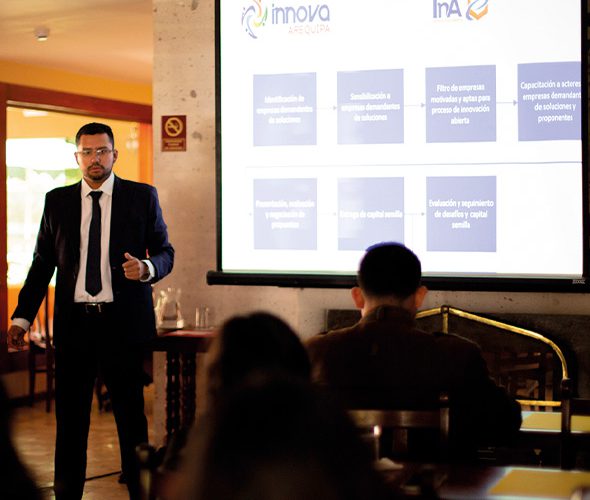 innova
AREQUIPA
InA
Identificación de
empresas demandantes
de soluciones
Sensibilización a
empresas demandantes
de soluciones
Filtro de empresas
motivadas y aptas para
proceso de innovación
abierta
Capacitación a actores
empresas demandan
de soluciones y
proponentes
Presentación, evaluación
y negociación de
propuestas
Entrega de capital semilla
Evaluación y seguimiento
de desafíos y capital
semilla